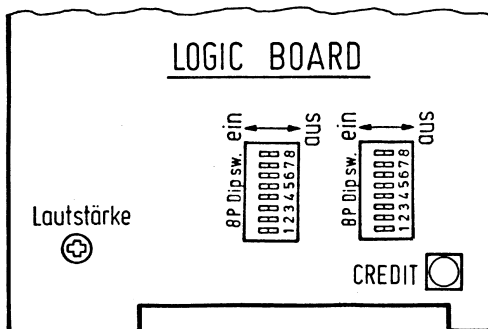 LOGIC BOARD
ein aus
8P Dip sw.
12345678
ein aus
8P Dip sw.
12345678
Lautstärke
CREDIT